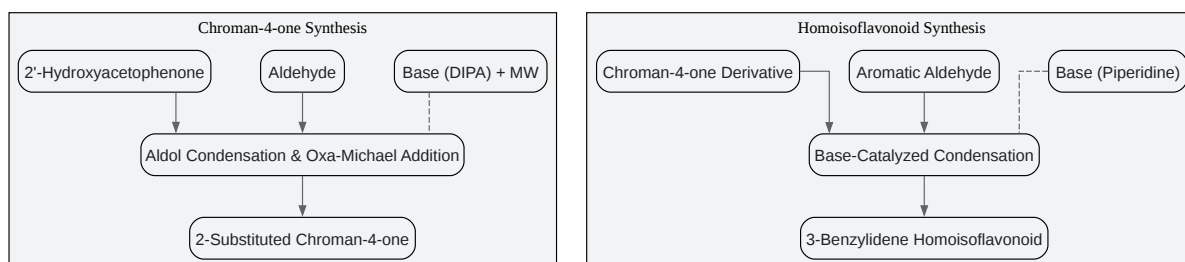 Chroman-4-one Synthesis
2'-Hydroxyacetophenone
Aldehyde
Base (DIPA) + MW
Aldol Condensation & Oxa-Michael Addition
2-Substituted Chroman-4-one
Homoisoflavonoid Synthesis
Chroman-4-one Derivative
Aromatic Aldehyde
Base (Piperidine)
Base-Catalyzed Condensation
3-Benzylidene Homoisoflavonoid